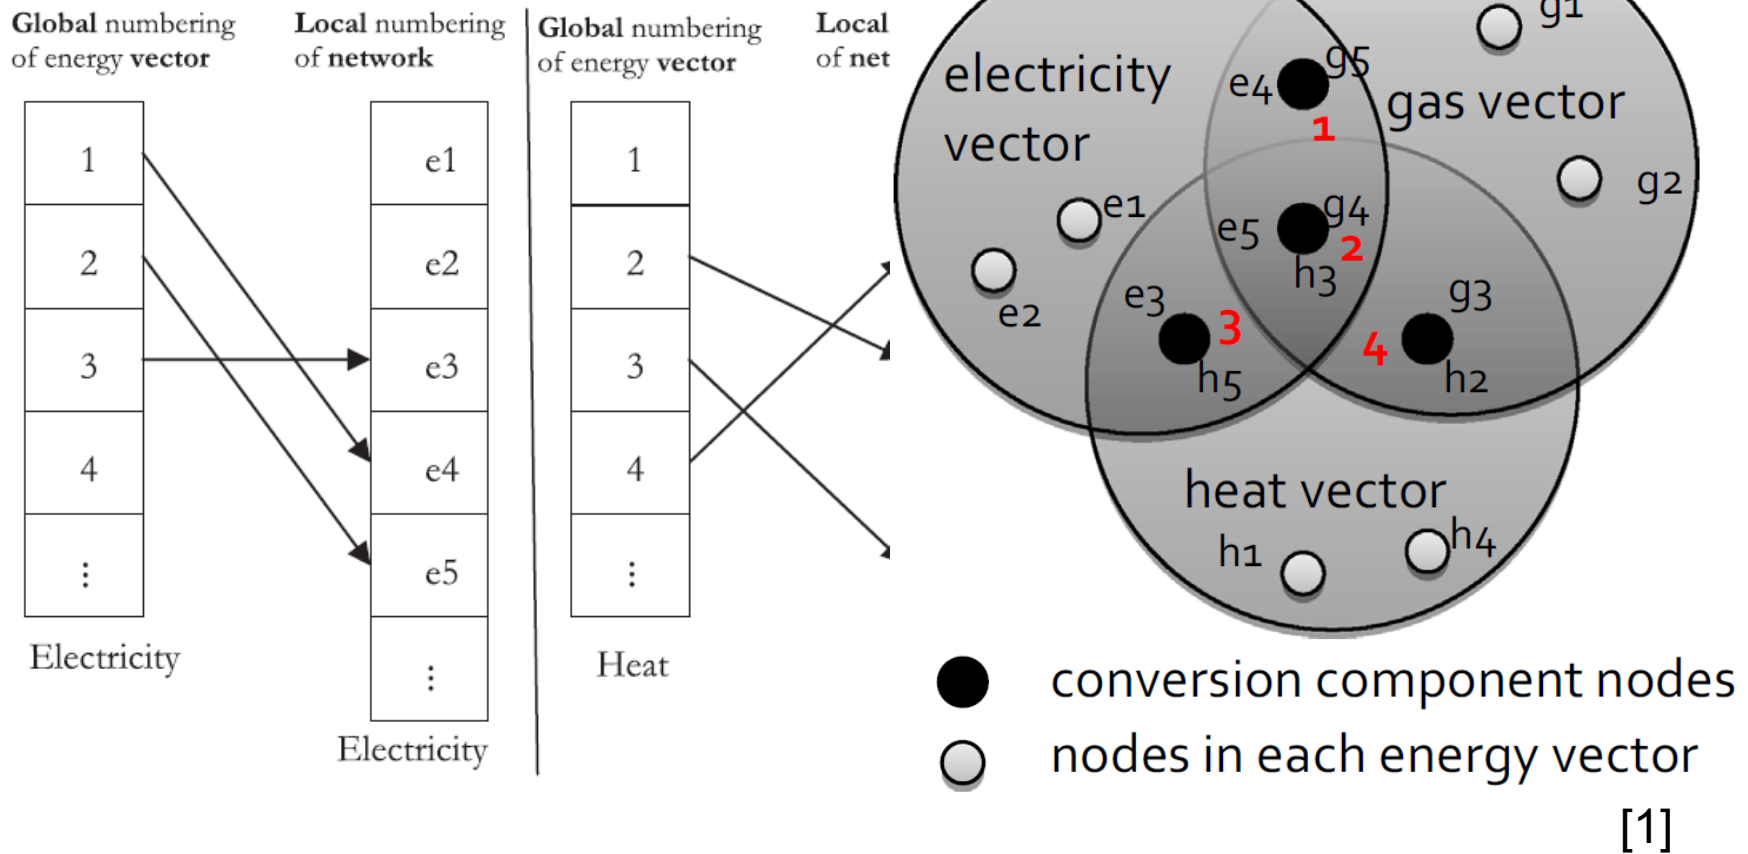 Global numbering
of energy vector
Local numbering
of network
1
2
3
4
⋮
Electricity
e1
e2
e3
e4
e5
⋮
Electricity
Global numbering
of energy vector
Local
of net
1
2
3
4
⋮
Heat
electricity
vector
gas vector
heat vector
g1
g2
e4
g5
1
e5
g4
2
h3
e1
e2
e3
3
h5
g3
4
h2
h1
h4
conversion component nodes
nodes in each energy vector
[1]